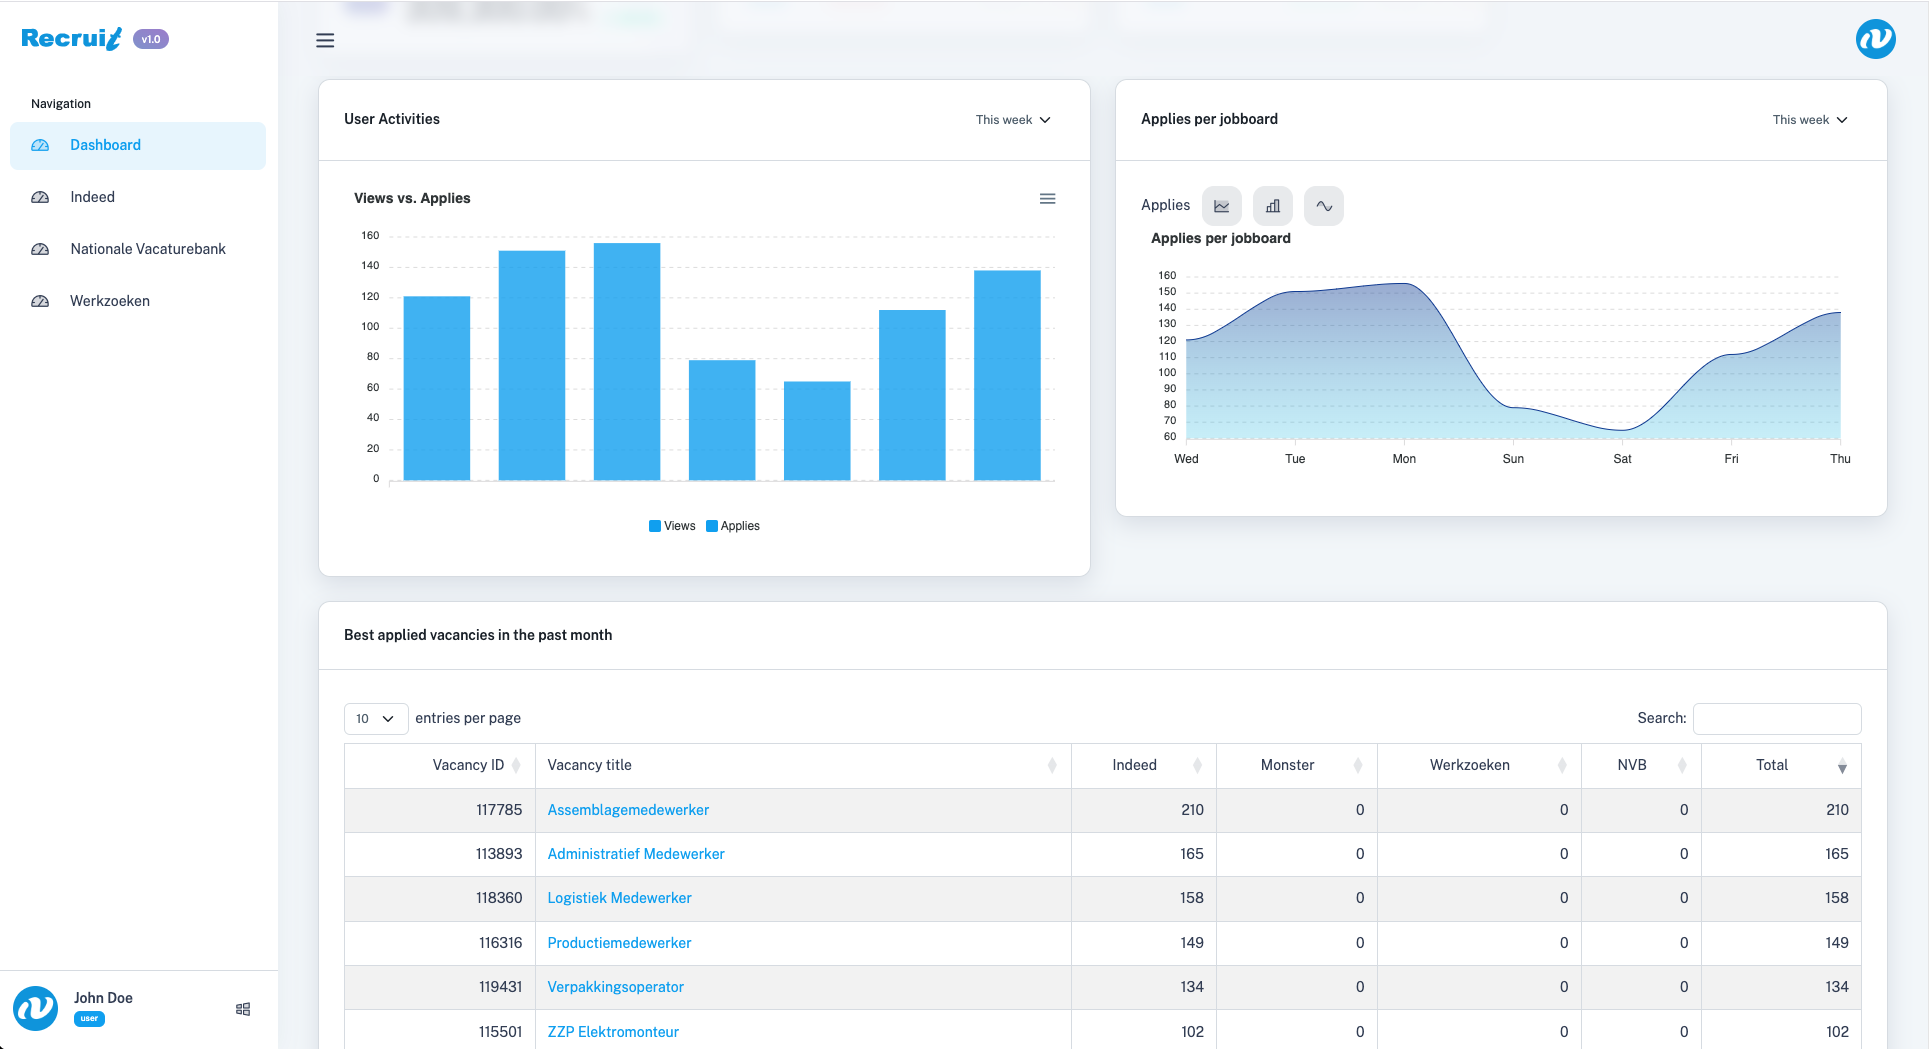 Recruit v1.0
Navigation
Dashboard
Indeed
Nationale Vacaturebank
Werkzoeken
John Doe
user
User Activities
This week
Views vs. Applies
160
140
120
100
80
60
40
20
0
Views Applies
Applies per jobboard
This week
Applies
Applies per jobboard
160
150
140
130
120
110
100
90
80
70
60
Wed Tue Mon Sun Sat Fri Thu
Best applied vacancies in the past month
10 entries per page Search:
Vacancy ID Vacancy title Indeed Monster Werkzoeken NVB Total
117785 Assemblagemedewerker 210 0 0 0 210
113893 Administratief Medewerker 165 0 0 0 165
118360 Logistiek Medewerker 158 0 0 0 158
116316 Productiemedewerker 149 0 0 0 149
119431 Verpakkingsoperator 134 0 0 0 134
115501 ZZP Elektromonteur 102 0 0 0 102